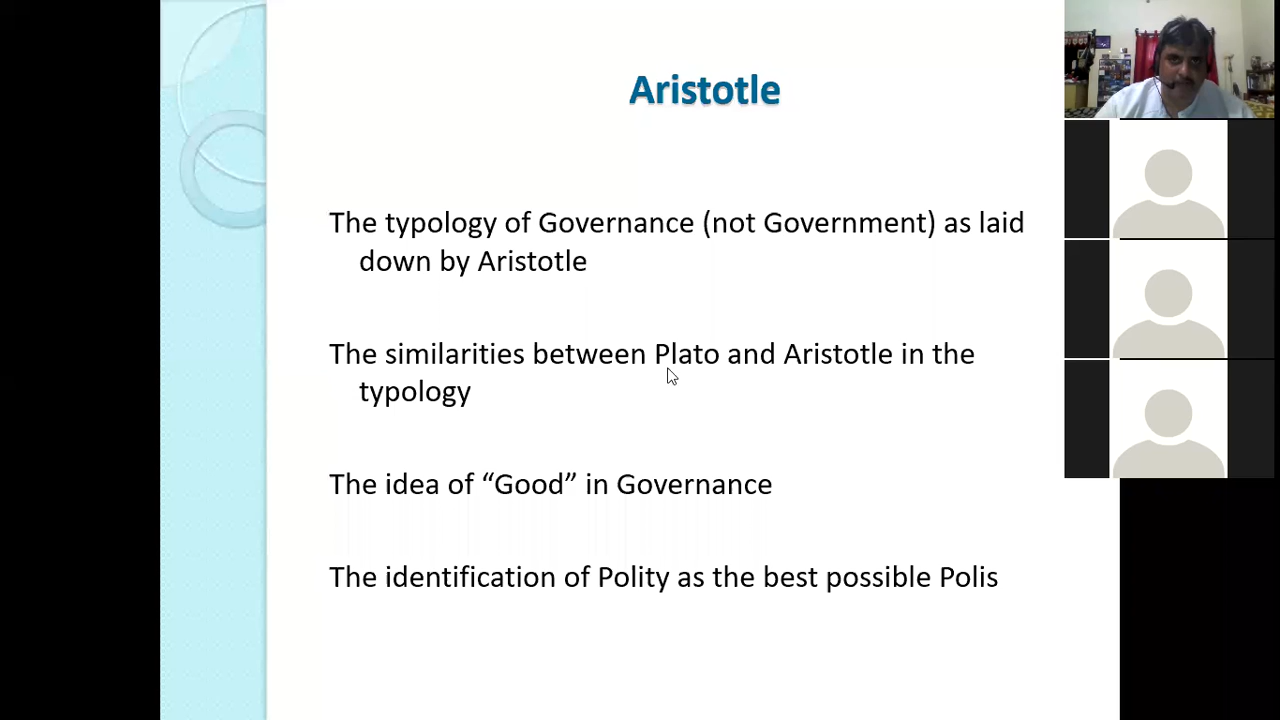 Aristotle
The typology of Governance (not Government) as laid
down by Aristotle
The similarities between Plato and Aristotle in the
typology
The idea of “Good” in Governance
The identification of Polity as the best possible Polis